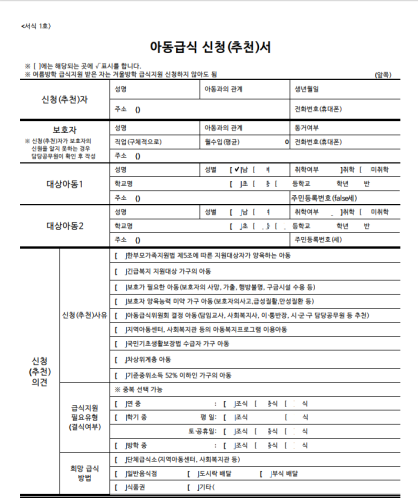 <서식 1호>
아동급식 신청(추천)서
※ [ ]에는 해당되는 곳에 √ 표시를 합니다.
※ 여름방학 급식지원 받은 자는 겨울방학 급식지원 신청하지 않아도 됨
(앞쪽)
신청(추천)자
성명 아동과의 관계 생년월일
주소 () 전화번호(휴대폰)
보호자
※ 신청(추천)자가 보호자의
신원을 알지 못하는 경우
담당공무원이 확인 후 작성
성명 아동과의 관계 동거여부
직업(구체적으로) 월수입(평균) 0 전화번호(휴대폰)
주소 ()
대상아동1
성명 성별 [ ✓]남 [ 취학여부 ]취학 [ 미취학
학교명 [ ]초 [ [ 등학교 학년 반
주소 () 주민등록번호 (false세)
대상아동2
성명 성별 [ ]남 [ 취학여부 ]취학 [ 미취학
학교명 [ ]초 [ ] [ 등학교 학년 반
주소 () 주민등록번호 (세)
신청
(추천)
의견
신청(추천)사유
[ ]한부모가족지원법 제5조에 따른 지원대상자가 양육하는 아동
[ ]긴급복지 지원대상 가구의 아동
[ ]보호가 필요한 아동(보호자의 사망, 가출, 행방불명, 구금시설 수용 등)
[ ]보호자 양육능력 미약 가구 아동(보호자의사고,급성질환,만성질환 등)
[ ]아동급식위원회 결정 아동(담임교사, 사회복지사, 이·통반장, 시·군·구 담당공무원 등 추천)
[ ]지역아동센터, 사회복지관 등의 아동복지프로그램 이용아동
[ ]국민기초생활보장법 수급자 가구 아동
[ ]차상위계층 아동
[ ]기준중위소득 52% 이하인 가구의 아동
급식지원
필요유형
(결식여부)
※ 중복 선택 가능
[ ]연 중 : [ ]조식 [ 중식 [ 식
[ ]학기 중 평 일: [ ]조식 [ 식
토·공휴일: [ ]조식 [ 중식 [ 식
[ ]방학 중 : [ ]조식 [ 중식 [ 식
희망 급식
방법
[ ]단체급식소(지역아동센터, 사회복지관 등)
[ ]일반음식점 [ ]도시락 배달 [ ]부식 배달
[ ]식품권 [ ]기타(